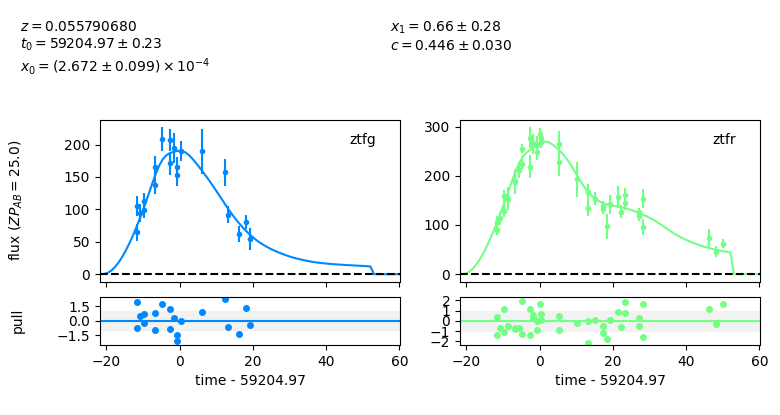 z = 0.055790680
t₀ = 59204.97 ± 0.23
x₀ = (2.672 ± 0.099) × 10⁻⁴
x₁ = 0.66 ± 0.28
c = 0.446 ± 0.030
flux (ZP_AB = 25.0)
200
150
100
50
0
ztfg
300
200
100
0
ztfr
pull
1.5
0.0
−1.5
−20 0 20 40 60
time - 59204.97
2
1
0
−1
−2
−20 0 20 40 60
time - 59204.97